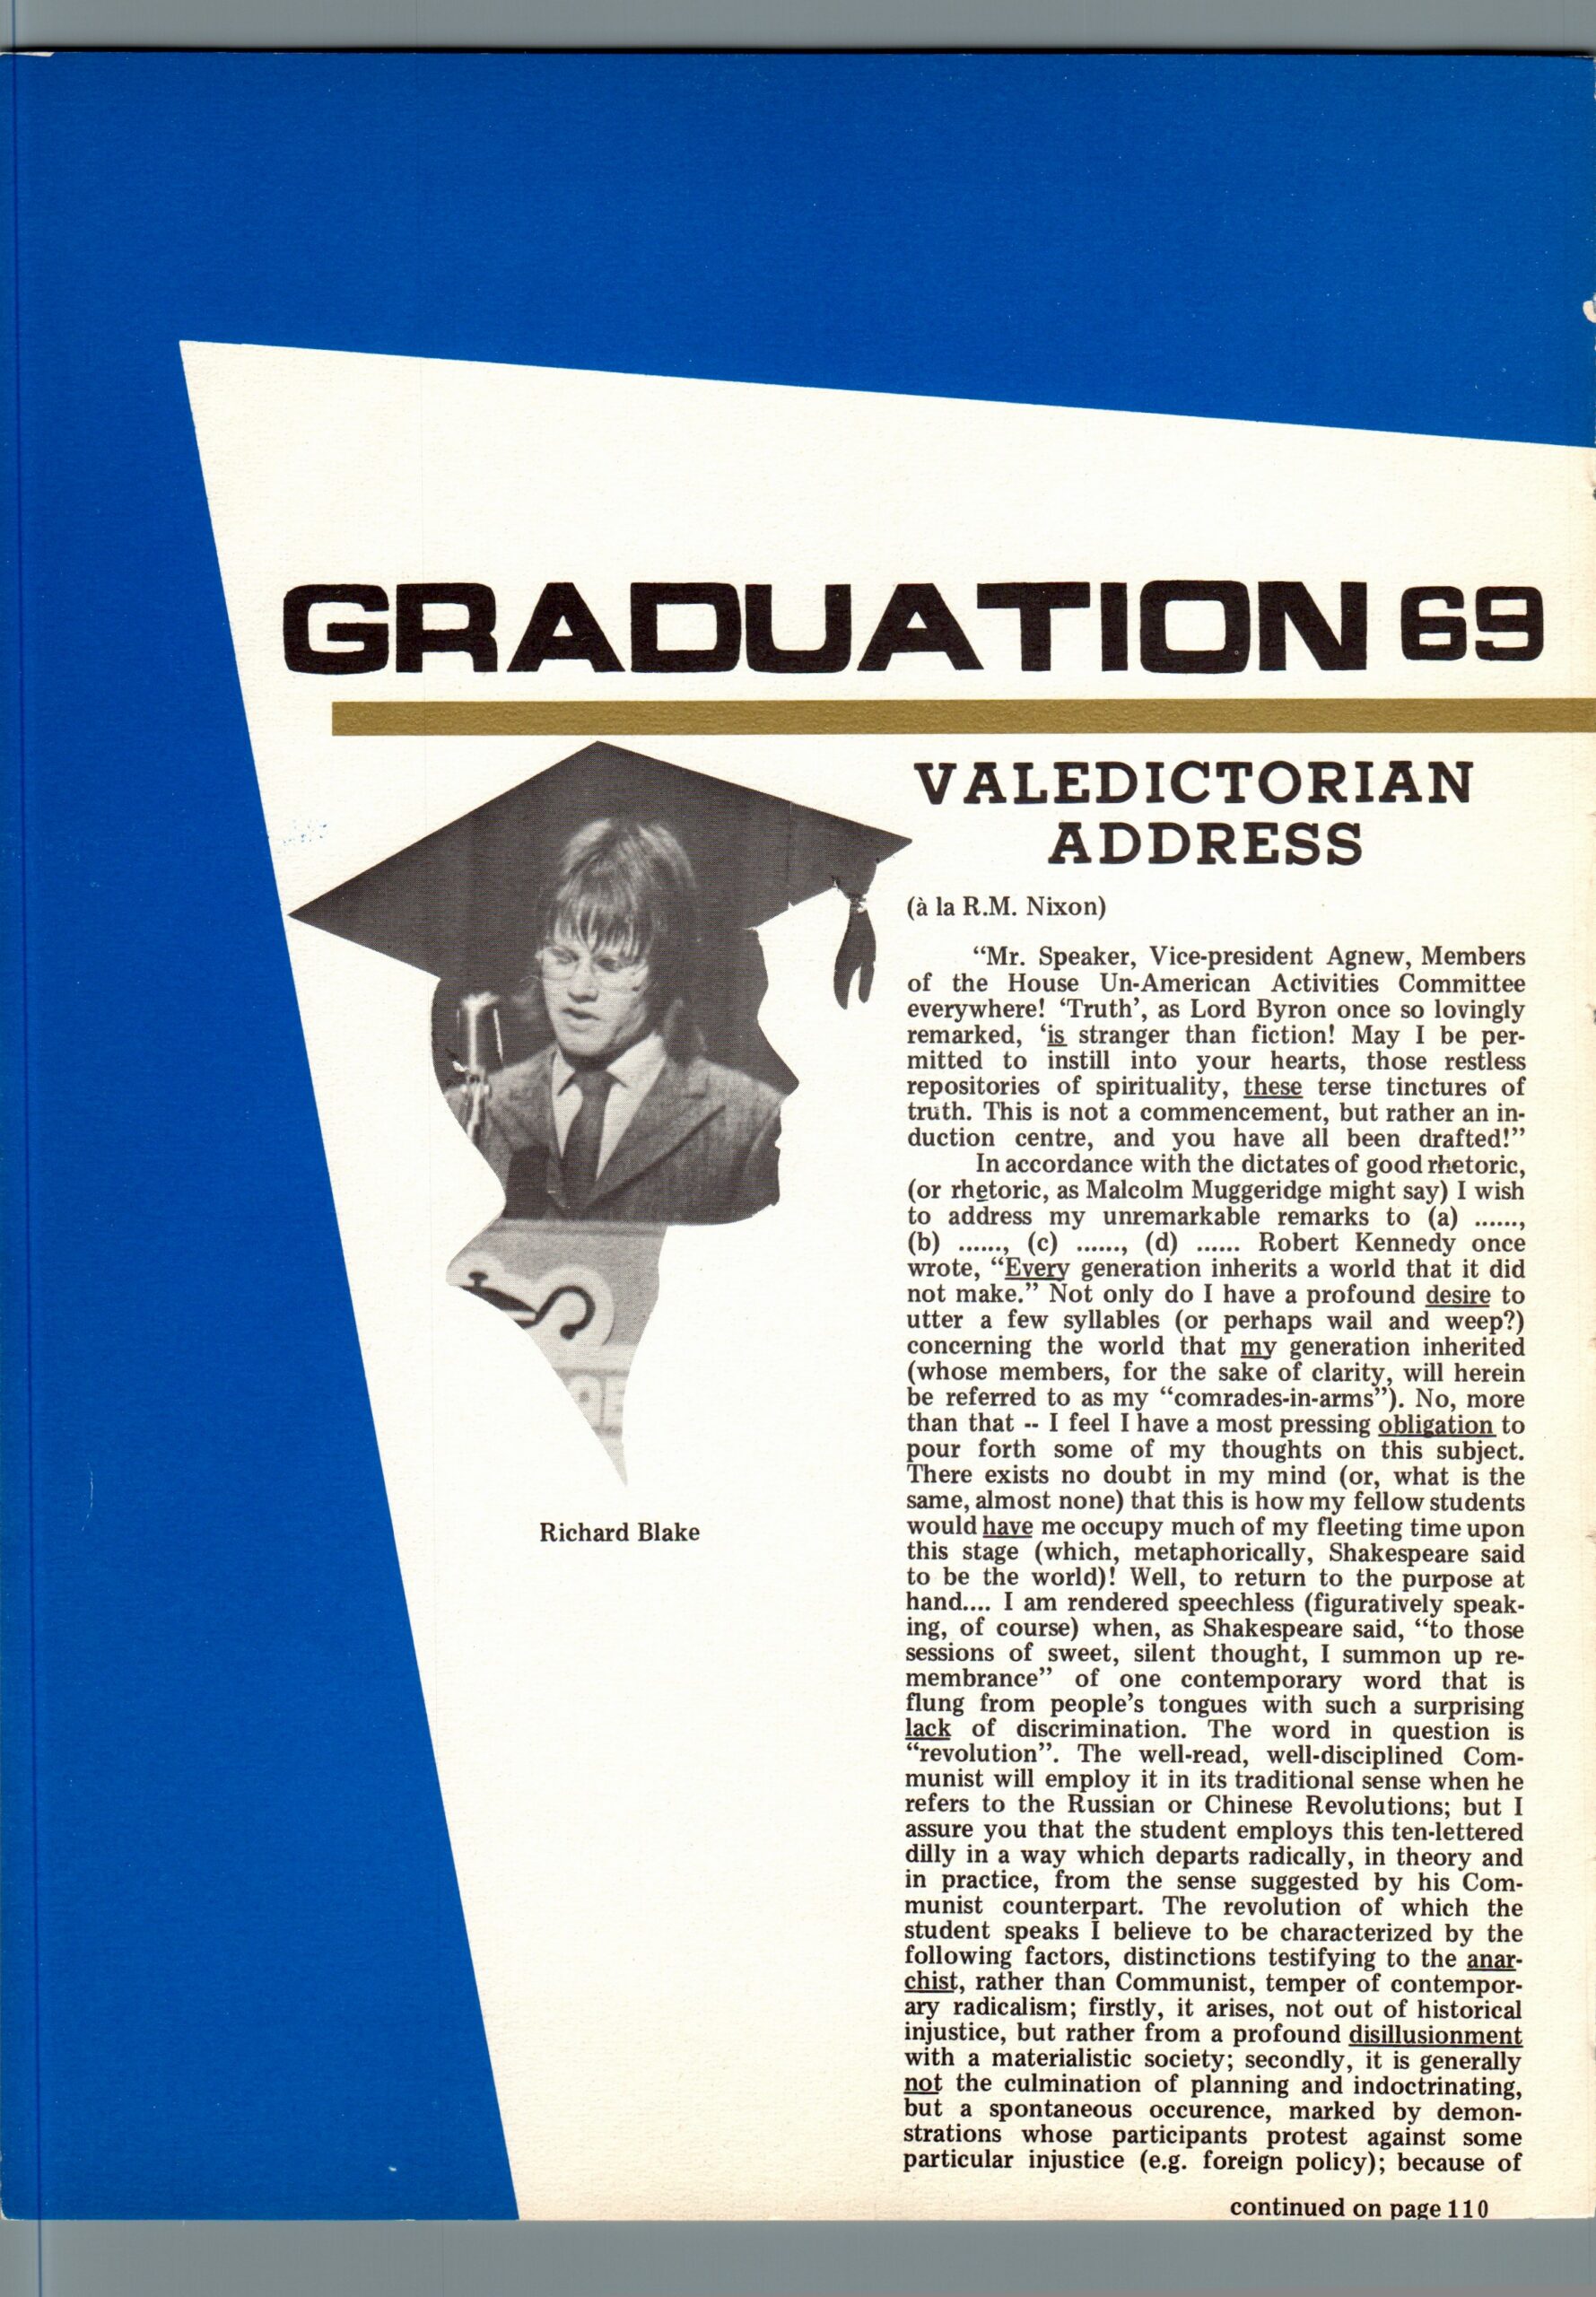 GRADUATION 69
VALEDICTORIAN
ADDRESS
(à la R.M. Nixon)
“Mr. Speaker, Vice-president Agnew, Members
of the House Un-American Activities Committee
everywhere! ‘Truth’, as Lord Byron once so lovingly
remarked, ‘is stranger than fiction! May I be per-
mitted to instill into your hearts, those restless
repositories of spirituality, these terse tinctures of
truth. This is not a commencement, but rather an in-
duction centre, and you have all been drafted!”
In accordance with the dictates of good rhetoric,
(or rhetoric, as Malcolm Muggeridge might say) I wish
to address my unremarkable remarks to (a) ......,
(b) ......, (c) ......, (d) ...... Robert Kennedy once
wrote, “Every generation inherits a world that it did
not make.” Not only do I have a profound desire to
utter a few syllables (or perhaps wail and weep?)
concerning the world that my generation inherited
(whose members, for the sake of clarity, will herein
be referred to as my “comrades-in-arms”). No, more
than that -- I feel I have a most pressing obligation to
pour forth some of my thoughts on this subject.
There exists no doubt in my mind (or, what is the
same, almost none) that this is how my fellow students
would have me occupy much of my fleeting time upon
this stage (which, metaphorically, Shakespeare said
to be the world)! Well, to return to the purpose at
hand.... I am rendered speechless (figuratively speak-
ing, of course) when, as Shakespeare said, “to those
sessions of sweet, silent thought, I summon up re-
membrance” of one contemporary word that is
flung from people’s tongues with such a surprising
lack of discrimination. The word in question is
“revolution”. The well-read, well-disciplined Com-
munist will employ it in its traditional sense when he
refers to the Russian or Chinese Revolutions; but I
assure you that the student employs this ten-lettered
dilly in a way which departs radically, in theory and
in practice, from the sense suggested by his Com-
munist counterpart. The revolution of which the
student speaks I believe to be characterized by the
following factors, distinctions testifying to the anar-
chist, rather than Communist, temper of contempor-
ary radicalism; firstly, it arises, not out of historical
injustice, but rather from a profound disillusionment
with a materialistic society; secondly, it is generally
not the culmination of planning and indoctrinating,
but a spontaneous occurence, marked by demon-
strations whose participants protest against some
particular injustice (e.g. foreign policy); because of
continued on page 110
Richard Blake